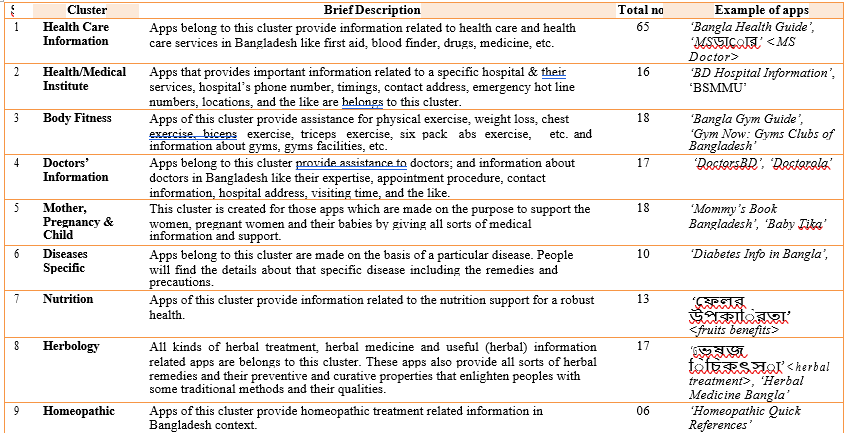 Cluster Brief Description Total no Example of apps
1 Health Care Apps belong to this cluster provide information related to health care and health 65 ‘Bangla Health Guide’,
Information care services in Bangladesh like first aid, blood finder, drugs, medicine, etc. ‘MSডাক্তোর’ <MS
Doctor>
2 Health/Medical Apps that provides important information related to a specific hospital & their 16 ‘BD Hospital Information’,
Institute services, hospital’s phone number, timings, contact address, emergency hot line ‘BSMMU’
numbers, locations, and the like are belongs to this cluster.
3 Body Fitness Apps of this cluster provide assistance for physical exercise, weight loss, chest 18 ‘Bangla Gym Guide’,
exercise, biceps exercise, triceps exercise, six pack abs exercise, etc. and ‘Gym Now: Gyms Clubs of
information about gyms, gyms facilities, etc. Bangladesh’
4 Doctors’ Apps belong to this cluster provide assistance to doctors; and information about 17 ‘DoctorsBD’, ‘Doctorola’
Information doctors in Bangladesh like their expertise, appointment procedure, contact
information, hospital address, visiting time, and the like.
5 Mother, This cluster is created for those apps which are made on the purpose to support the 18 ‘Mommy’s Book
Pregnancy & women, pregnant women and their babies by giving all sorts of medical Bangladesh’, ‘Baby Tika’
Child information and support.
6 Diseases Apps belong to this cluster are made on the basis of a particular disease. People 10 ‘Diabetes Info in Bangla’,
Specific will find the details about that specific disease including the remedies and
precautions.
7 Nutrition Apps of this cluster provide information related to the nutrition support for a robust 13 ‘ফেলর
health. উপকািরতা’
<fruits benefits>
8 Herbology All kinds of herbal treatment, herbal medicine and useful (herbal) information 17 ‘ভেষজ
related apps are belongs to this cluster. These apps also provide all sorts of herbal িচিকৎসা’ <herbal
remedies and their preventive and curative properties that enlighten peoples with treatment>, ‘Herbal
some traditional methods and their qualities. Medicine Bangla’
9 Homeopathic Apps of this cluster provide homeopathic treatment related information in 06 ‘Homeopathic Quick
Bangladesh context. References’